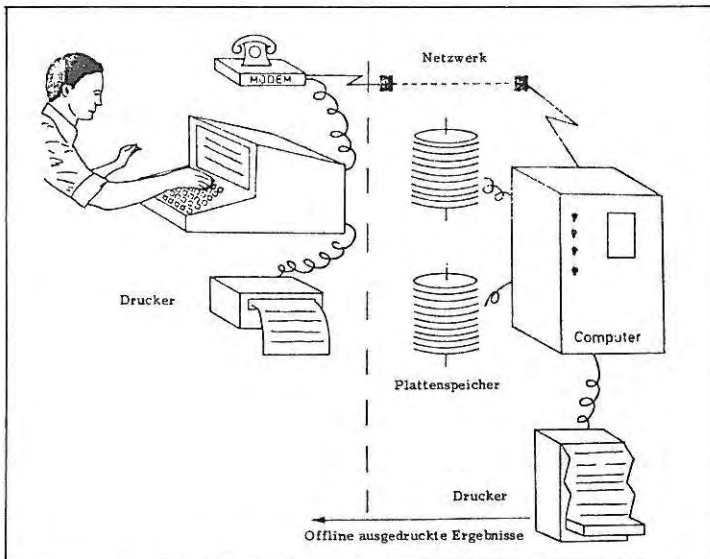 MODEM
Netzwerk
Drucker
Computer
Plattenspeicher
Drucker
Offline ausgedruckte Ergebnisse